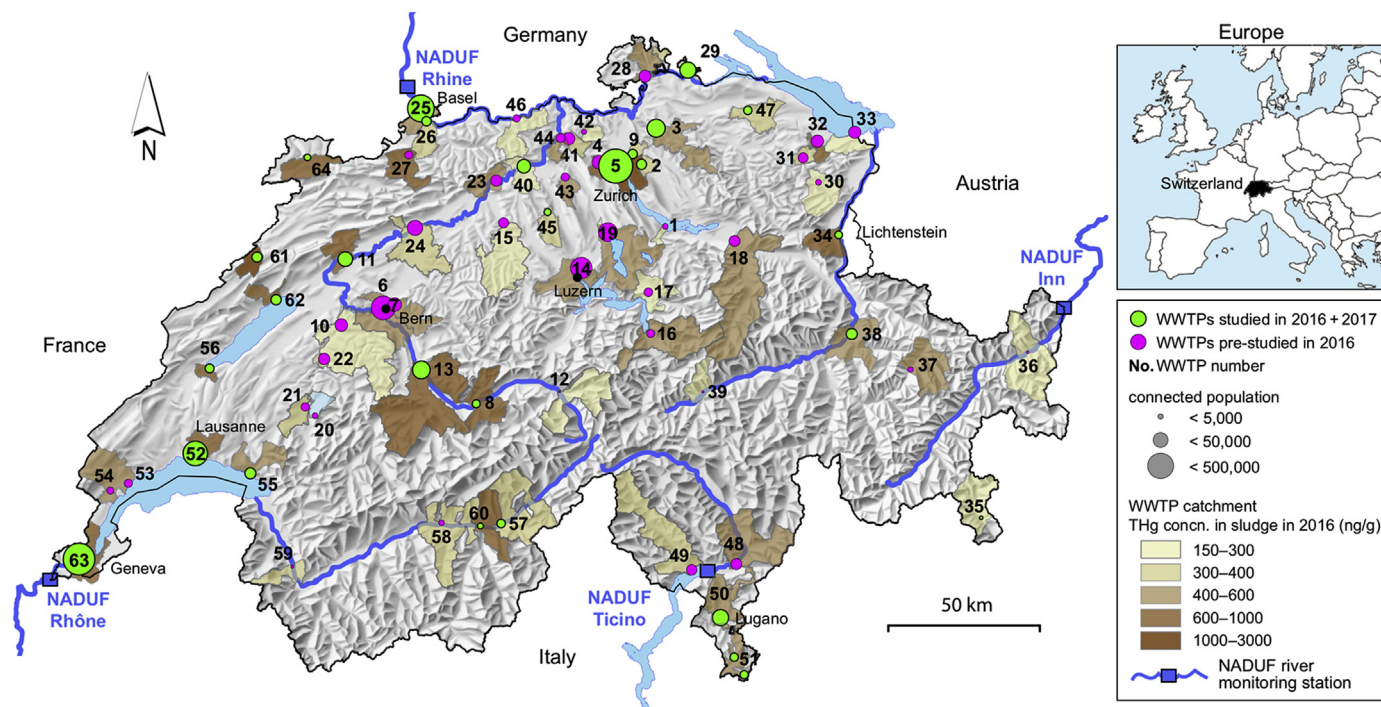 Germany
Europe
NADUF
Rhine
Basel
29
28
25
26
46
47
33
32
31
30
42
44
41
4
9
3
5
2
Zurich
43
40
23
27
64
Austria
Switzerland
24
15
45
19
1
18
34
Lichtenstein
61
11
62
14
Luzern
17
16
NADUF
Inn
6
7
Bern
10
22
France
56
13
38
37
36
12
39
8
21
20
Lausanne
52
54
53
55
35
60
57
58
59
48
49
63
Geneva
NADUF
Rhône
50
Lugano
NADUF
Ticino
51
Italy
50 km
N
WWTPs studied in 2016 + 2017
WWTPs pre-studied in 2016
No. WWTP number
connected population
< 5,000
< 50,000
< 500,000
WWTP catchment
THg concn. in sludge in 2016 (ng/g)
150–300
300–400
400–600
600–1000
1000–3000
NADUF river
monitoring station